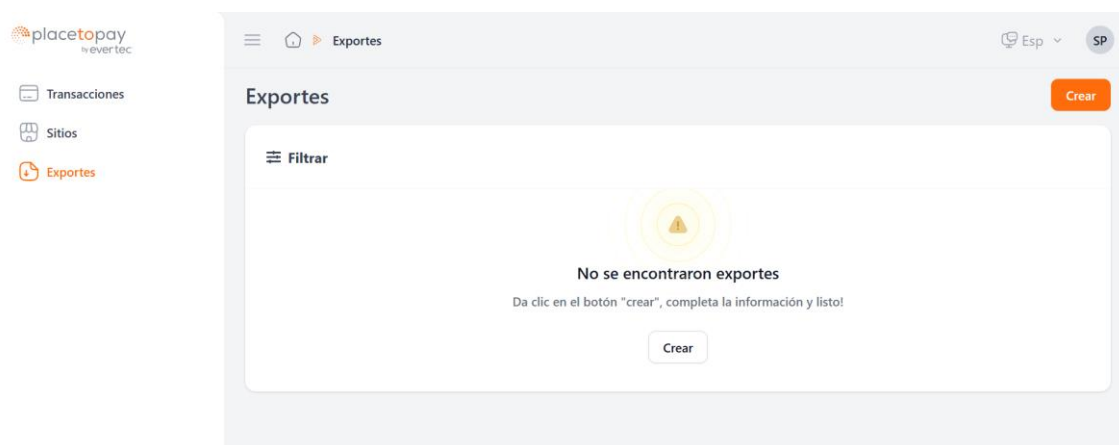 placetopay
by evertec
Transacciones
Sitios
Exportes
Exportes
Esp
SP
Exportes
Crear
Filtrar
No se encontraron exportes
Da clic en el botón "crear", completa la información y listo!
Crear